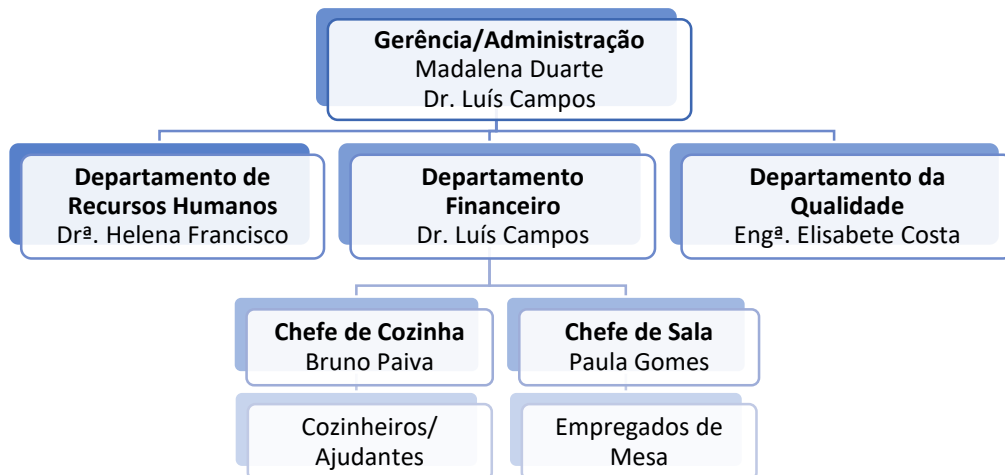 Gerência/Administração
Madalena Duarte
Dr. Luís Campos
Departamento de
Recursos Humanos
Drª. Helena Francisco
Departamento
Financeiro
Dr. Luís Campos
Departamento da
Qualidade
Engª. Elisabete Costa
Chefe de Cozinha
Bruno Paiva
Chefe de Sala
Paula Gomes
Cozinheiros/
Ajudantes
Empregados de
Mesa